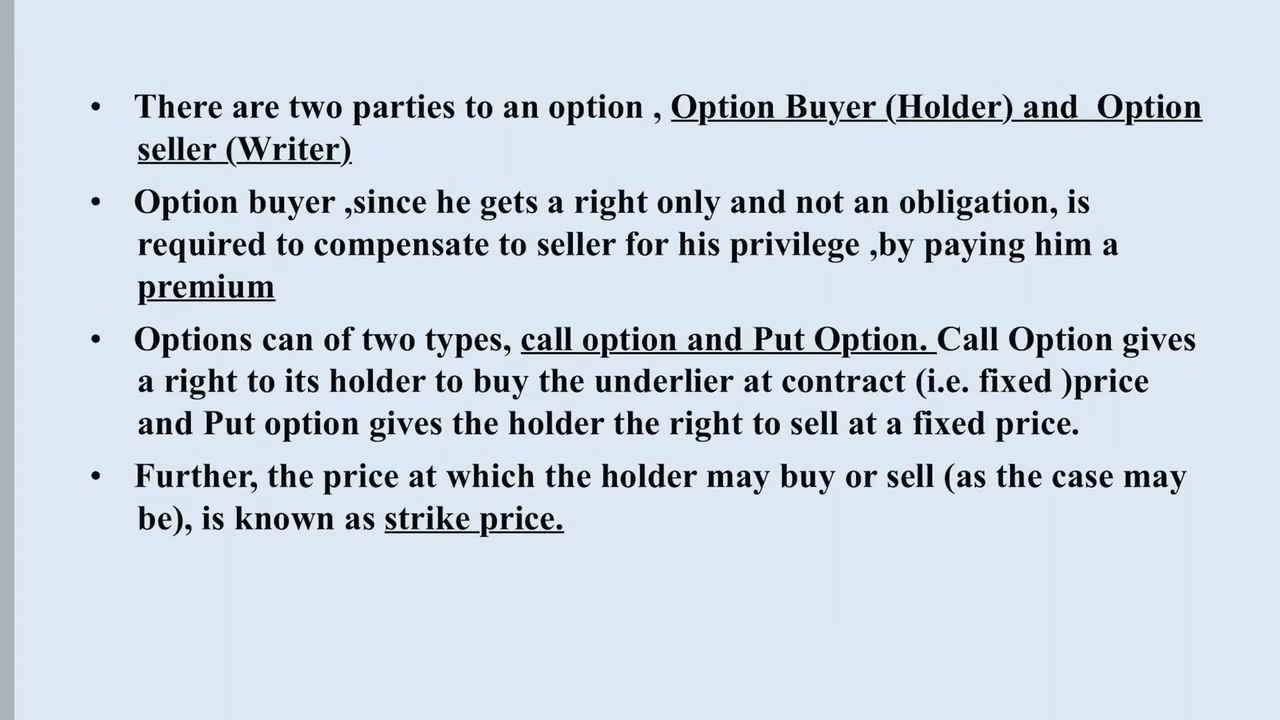 • There are two parties to an option , Option Buyer (Holder) and  Option
seller (Writer)
• Option buyer ,since he gets a right only and not an obligation, is
required to compensate to seller for his privilege ,by paying him a
premium
• Options can of two types, call option and Put Option. Call Option gives
a right to its holder to buy the underlier at contract (i.e. fixed )price
and Put option gives the holder the right to sell at a fixed price.
• Further, the price at which the holder may buy or sell (as the case may
be), is known as strike price.